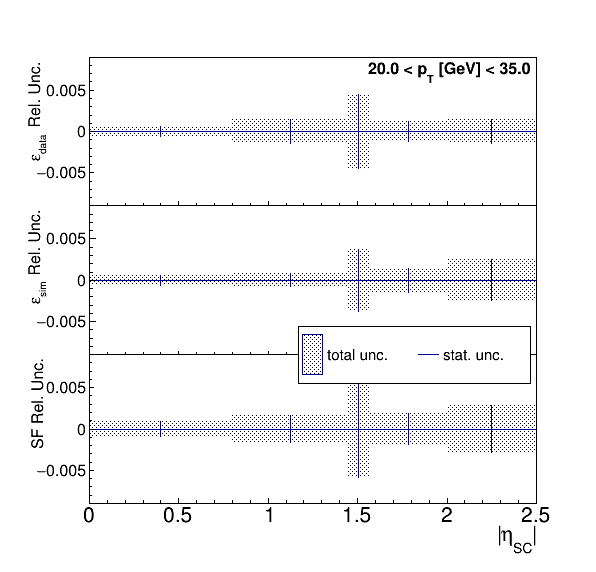 20.0 < p_T [GeV] < 35.0
ε_data Rel. Unc.
0.005
0
−0.005
ε_sim Rel. Unc.
0.005
0
−0.005
total unc.
stat. unc.
SF Rel. Unc.
0.005
0
−0.005
0 0.5 1 1.5 2 2.5
|η_SC|